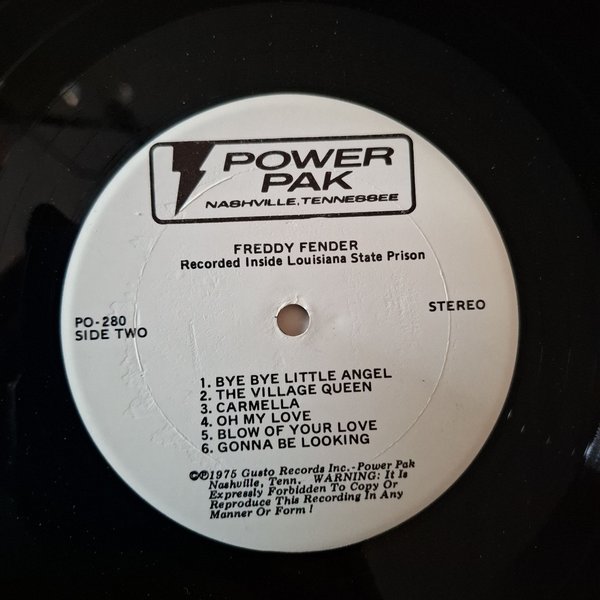 POWER
PAK
NASHVILLE, TENNESSEE
FREDDY FENDER
Recorded Inside Louisiana State Prison
STEREO
PO-280
SIDE TWO
1. BYE BYE LITTLE ANGEL
2. THE VILLAGE QUEEN
3. CARMELLA
4. OH MY LOVE
5. BLOW OF YOUR LOVE
6. GONNA BE LOOKING
©℗1975 Gusto Records Inc.-Power Pak
Nashville, Tenn. WARNING: It Is
Expressly Forbidden To Copy Or
Reproduce This Recording In Any
Manner Or Form!